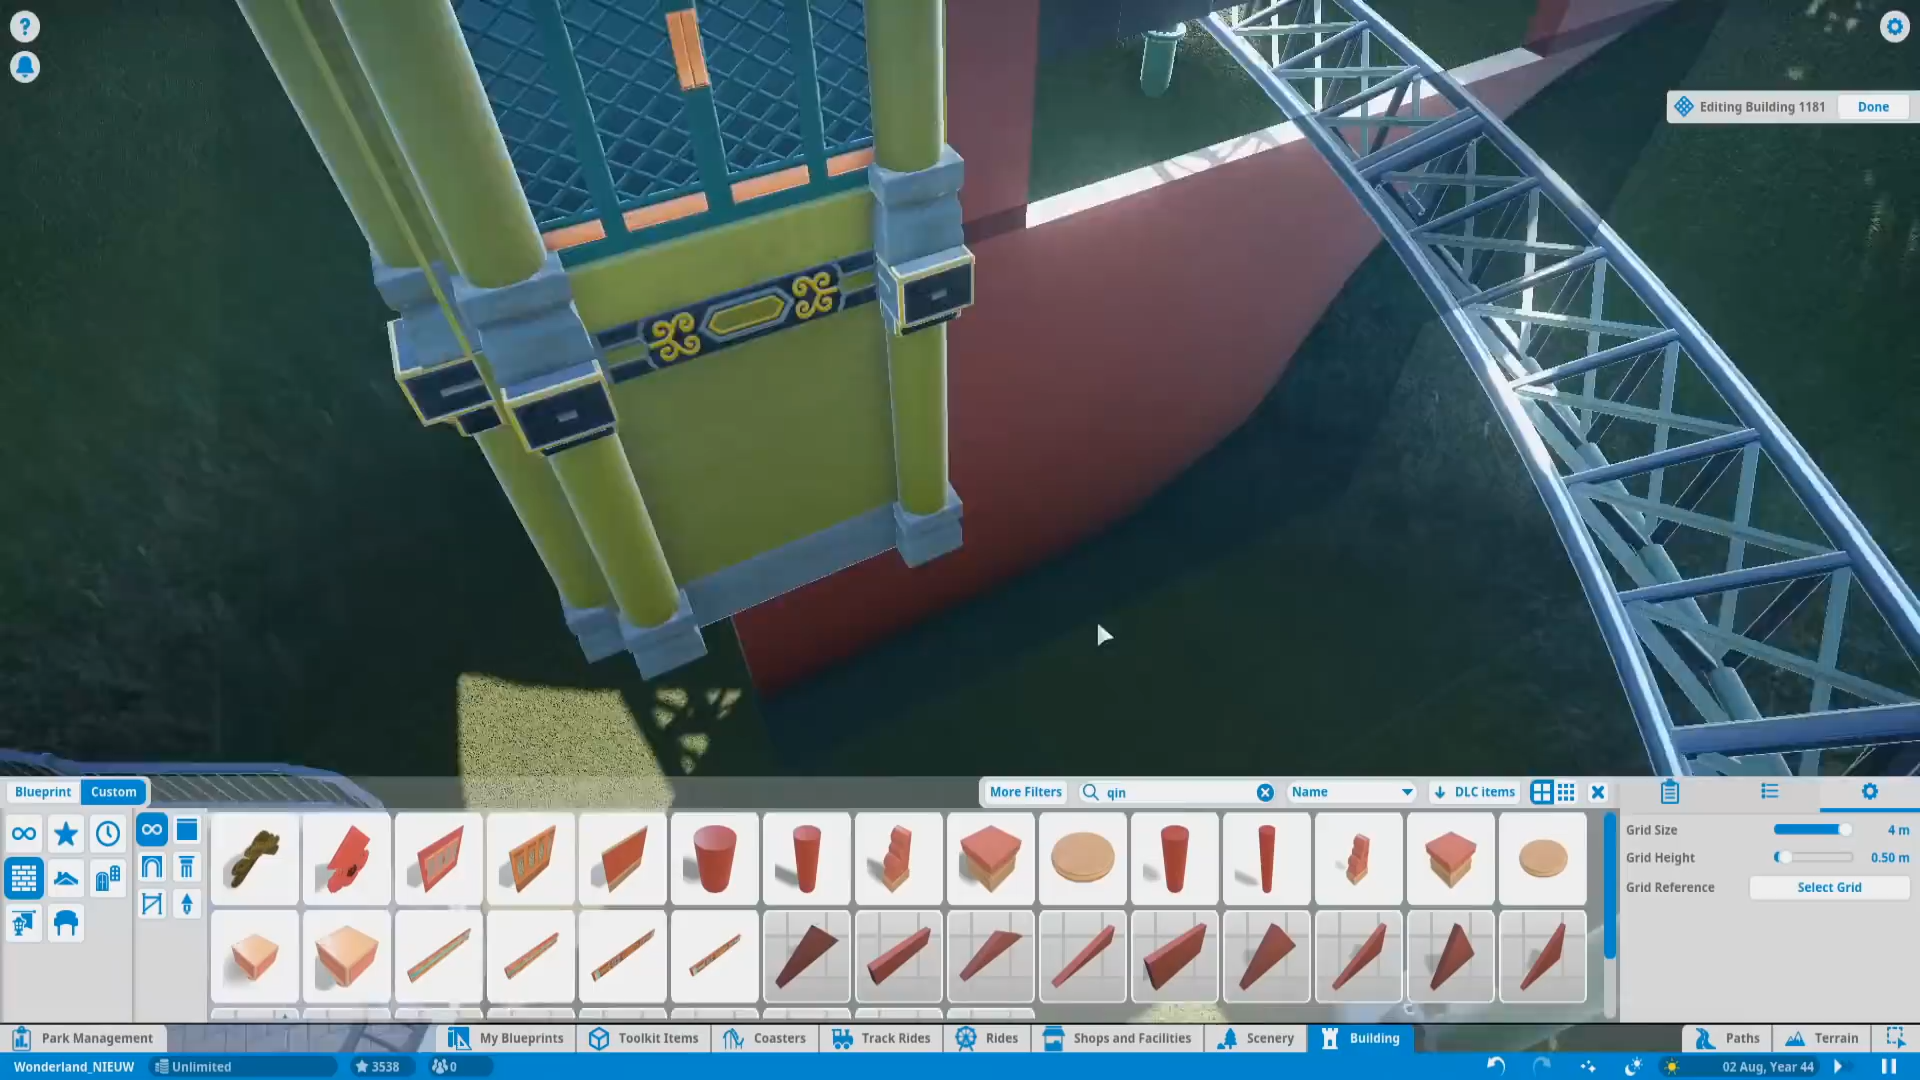 ?
Editing Building 1181 Done
Blueprint Custom
More Filters qin Name DLC items
Grid Size 4 m
Grid Height 0.50 m
Grid Reference Select Grid
Park Management My Blueprints Toolkit Items Coasters Track Rides Rides Shops and Facilities Scenery Building Paths Terrain
Wonderland_NIEUW Unlimited 3538 0 02 Aug, Year 44